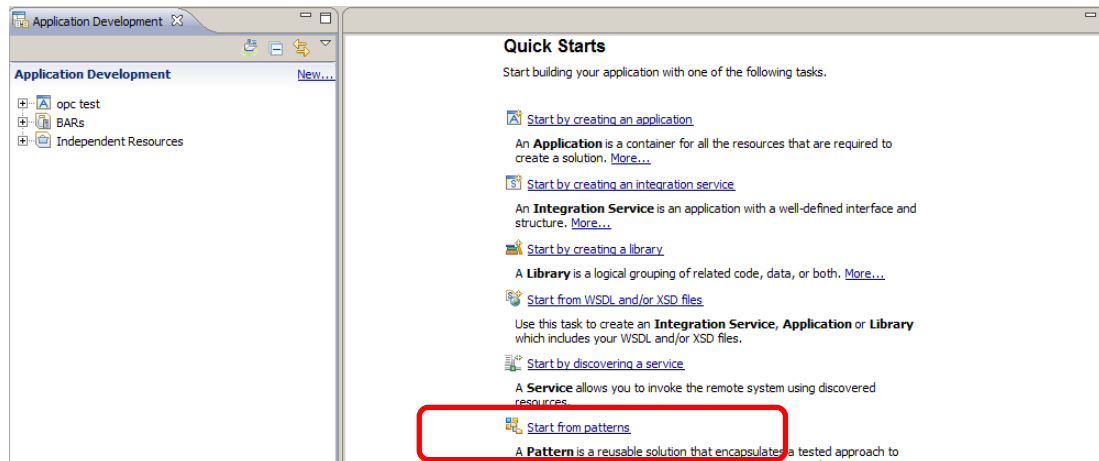 Application Development
Application Development
New...
opc test
BARs
Independent Resources
Quick Starts
Start building your application with one of the following tasks.
Start by creating an application
An Application is a container for all the resources that are required to
create a solution. More...
Start by creating an integration service
An Integration Service is an application with a well-defined interface and
structure. More...
Start by creating a library
A Library is a logical grouping of related code, data, or both. More...
Start from WSDL and/or XSD files
Use this task to create an Integration Service, Application or Library
which includes your WSDL and/or XSD files.
Start by discovering a service
A Service allows you to invoke the remote system using discovered
resources.
Start from patterns
A Pattern is a reusable solution that encapsulates a tested approach to